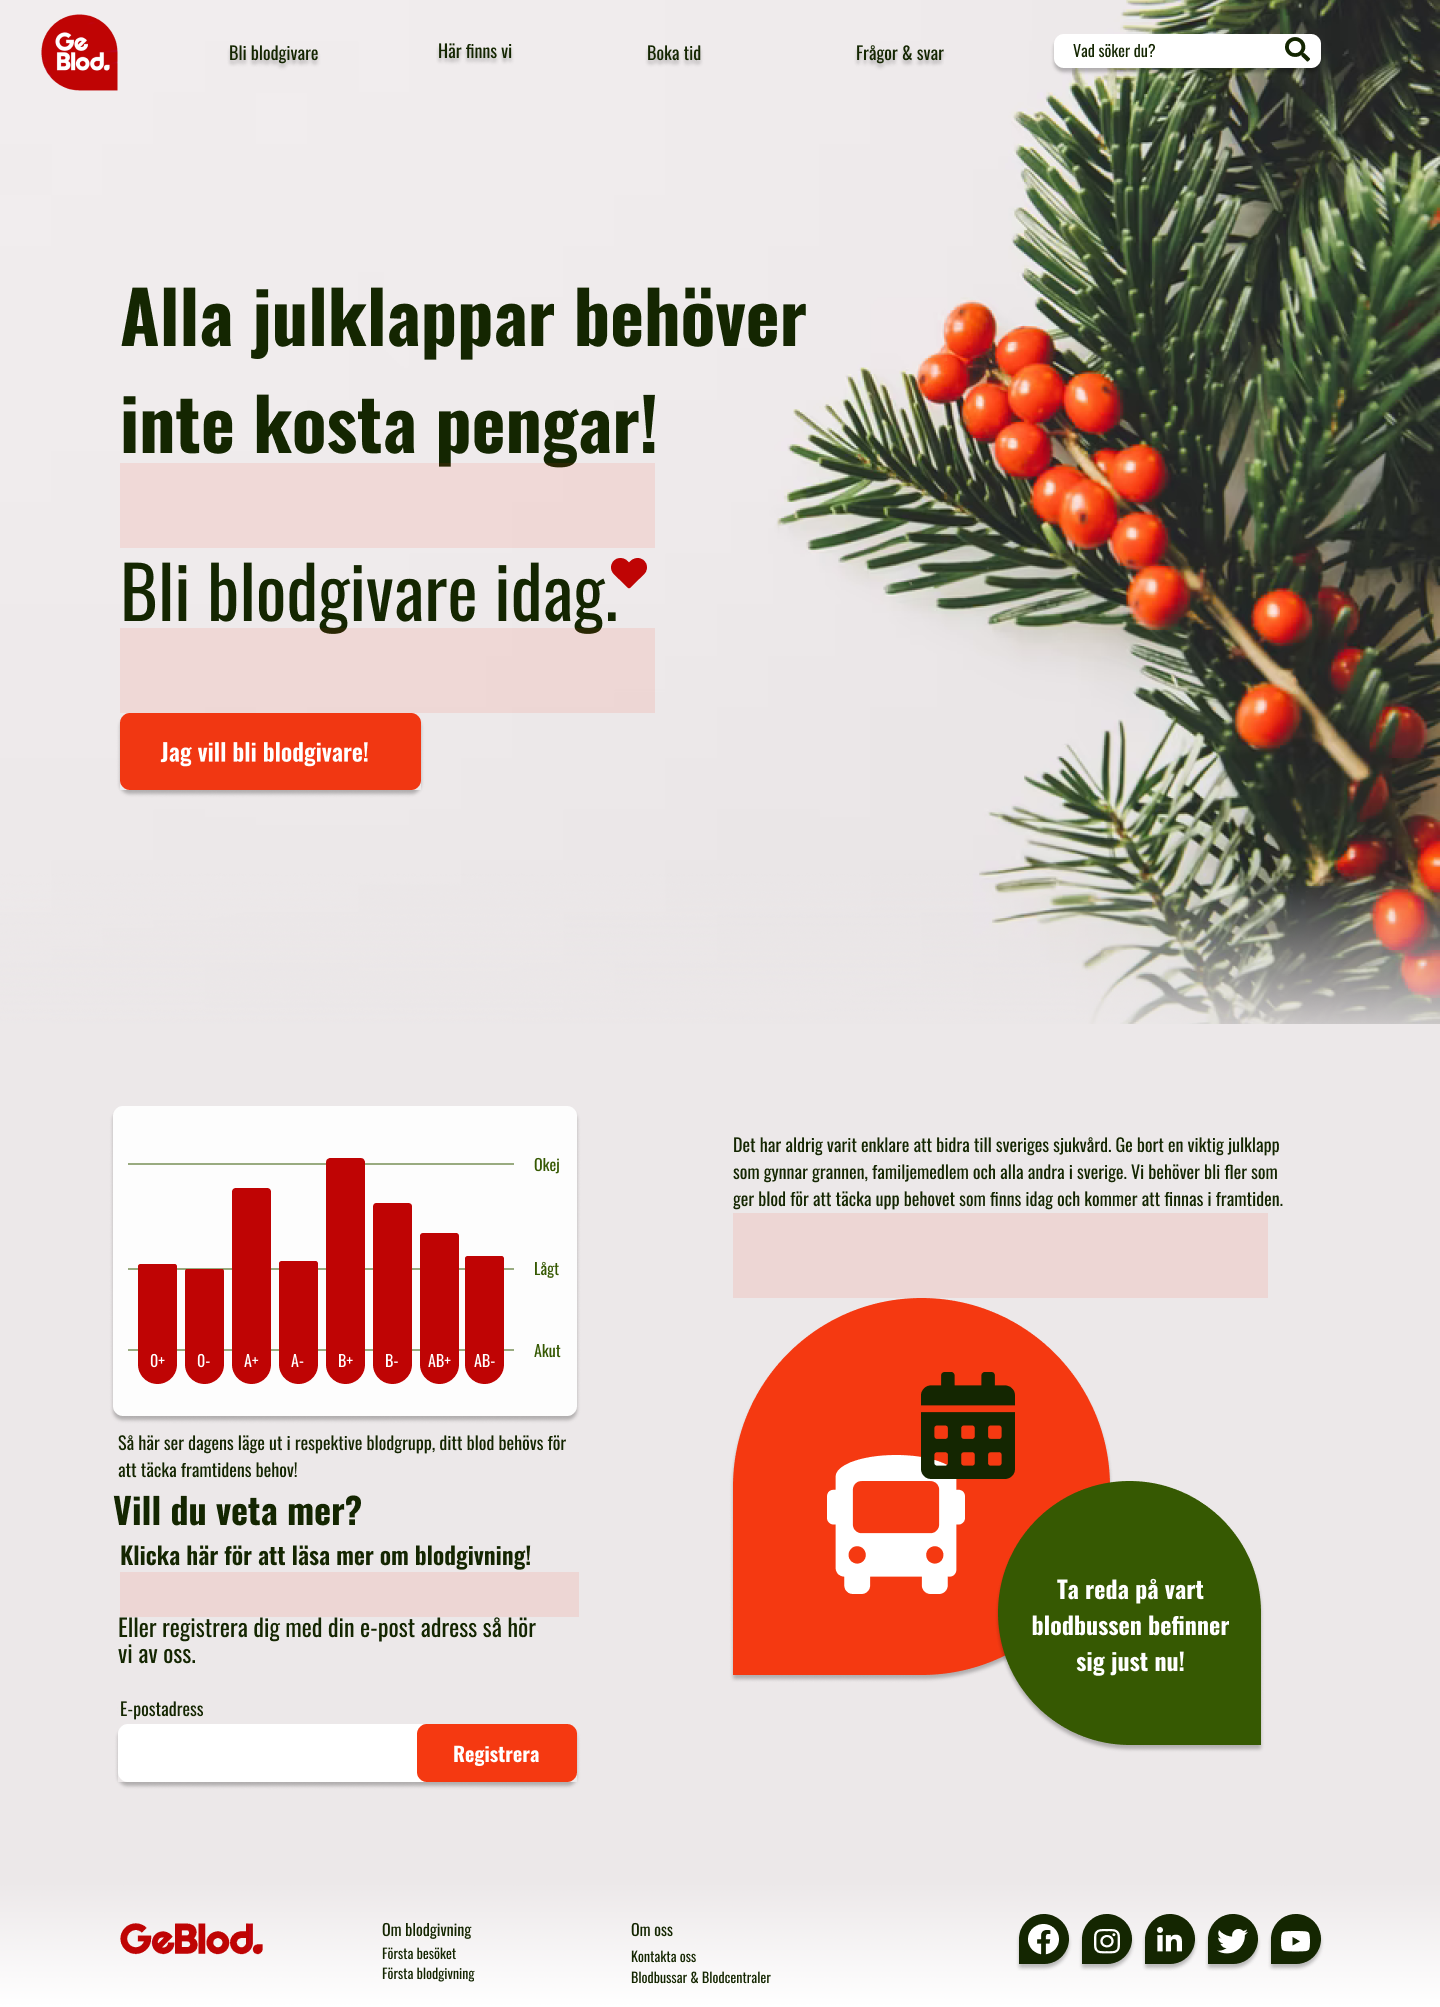 Ge
Blod.
Bli blodgivare
Här finns vi
Boka tid
Frågor & svar
Vad söker du?
Alla julklappar behöver
inte kosta pengar!
Bli blodgivare idag.
Jag vill bli blodgivare!
Okej
Lågt
Akut
0+ 0- A+ A- B+ B- AB+ AB-
Så här ser dagens läge ut i respektive blodgrupp, ditt blod behövs för
att täcka framtidens behov!
Vill du veta mer?
Klicka här för att läsa mer om blodgivning!
Eller registrera dig med din e-post adress så hör
vi av oss.
E-postadress
Registrera
Det har aldrig varit enklare att bidra till sveriges sjukvård. Ge bort en viktig julklapp
som gynnar grannen, familjemedlem och alla andra i sverige. Vi behöver bli fler som
ger blod för att täcka upp behovet som finns idag och kommer att finnas i framtiden.
Ta reda på vart
blodbussen befinner
sig just nu!
GeBlod.
Om blodgivning
Första besöket
Första blodgivning
Om oss
Kontakta oss
Blodbussar & Blodcentraler